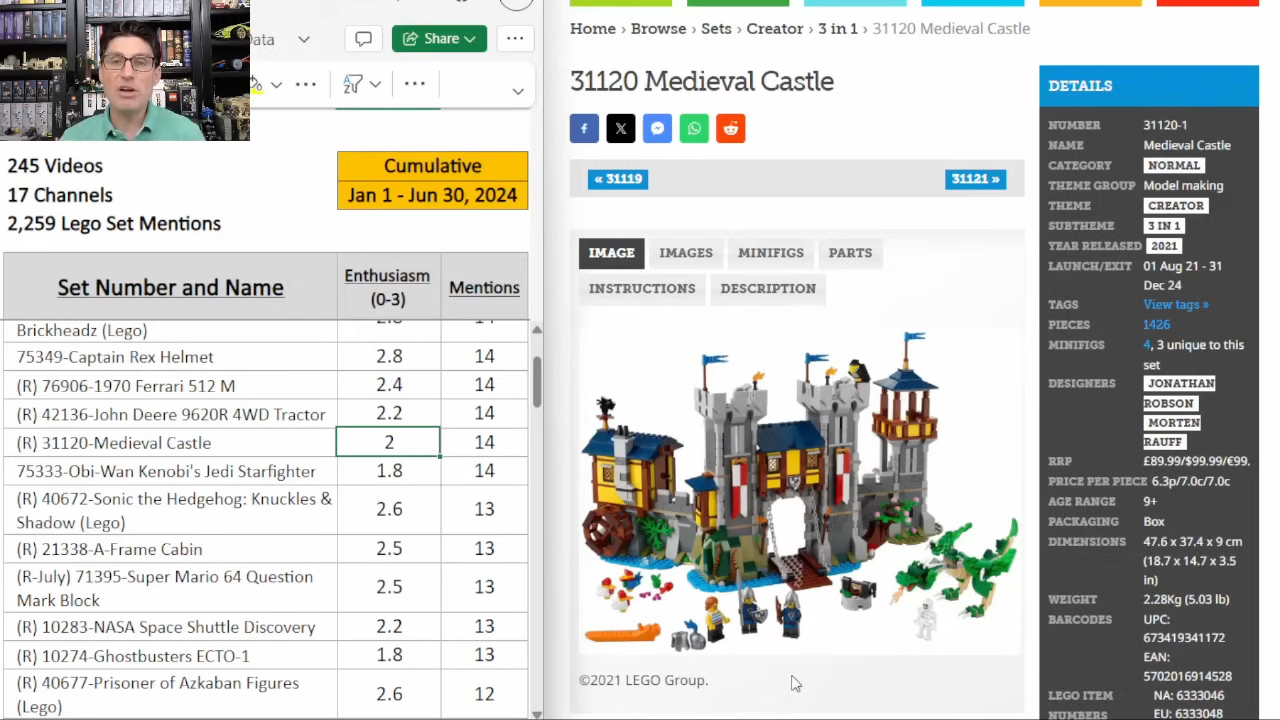 ata
Share
245 Videos
17 Channels
2,259 Lego Set Mentions
Cumulative
Jan 1 - Jun 30, 2024
Set Number and Name
Enthusiasm
(0-3)
Mentions
Brickheadz (Lego)
75349-Captain Rex Helmet 2.8 14
(R) 76906-1970 Ferrari 512 M 2.4 14
(R) 42136-John Deere 9620R 4WD Tractor 2.2 14
(R) 31120-Medieval Castle 2 14
75333-Obi-Wan Kenobi's Jedi Starfighter 1.8 14
(R) 40672-Sonic the Hedgehog: Knuckles &
Shadow (Lego) 2.6 13
(R) 21338-A-Frame Cabin 2.5 13
(R-July) 71395-Super Mario 64 Question
Mark Block 2.5 13
(R) 10283-NASA Space Shuttle Discovery 2.2 13
(R) 10274-Ghostbusters ECTO-1 1.8 13
(R) 40677-Prisoner of Azkaban Figures
(Lego) 2.6 12
Home › Browse › Sets › Creator › 3 in 1 › 31120 Medieval Castle
31120 Medieval Castle
« 31119 31121 »
IMAGE IMAGES MINIFIGS PARTS
INSTRUCTIONS DESCRIPTION
©2021 LEGO Group.
DETAILS
NUMBER 31120-1
NAME Medieval Castle
CATEGORY NORMAL
THEME GROUP Model making
THEME CREATOR
SUBTHEME 3 IN 1
YEAR RELEASED 2021
LAUNCH/EXIT 01 Aug 21 - 31
Dec 24
TAGS View tags »
PIECES 1426
MINIFIGS 4, 3 unique to this
set
DESIGNERS JONATHAN
ROBSON
MORTEN
RAUFF
RRP £89.99/$99.99/€99.
PRICE PER PIECE 6.3p/7.0c/7.0c
AGE RANGE 9+
PACKAGING Box
DIMENSIONS 47.6 x 37.4 x 9 cm
(18.7 x 14.7 x 3.5
in)
WEIGHT 2.28Kg (5.03 lb)
BARCODES UPC:
673419341172
EAN:
5702016914528
LEGO ITEM NA: 6333046
NUMBERS EU: 6333048